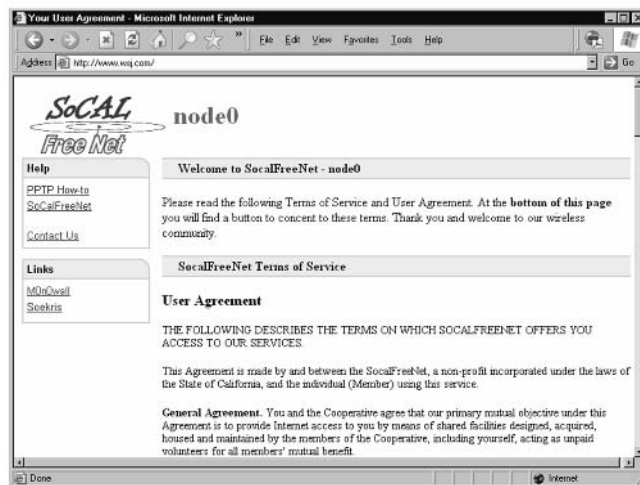 Your User Agreement - Microsoft Internet Explorer
File Edit View Favorites Tools Help
Address http://www.wsj.com/ Go
SoCAL
Free Net
node0
Help
PPTP How-to
SoCalFreeNet
Contact Us
Links
M0n0wall
Soekris
Welcome to SocalFreeNet - node0
Please read the following Terms of Service and User Agreement. At the bottom of this page
you will find a button to concent to these terms. Thank you and welcome to our wireless
community.
SocalFreeNet Terms of Service
User Agreement
THE FOLLOWING DESCRIBES THE TERMS ON WHICH SOCALFREENET OFFERS YOU
ACCESS TO OUR SERVICES.
This Agreement is made by and between the SocalFreeNet, a non-profit incorporated under the laws of
the State of California, and the individual (Member) using this service.
General Agreement. You and the Cooperative agree that our primary mutual objective under this
Agreement is to provide Internet access to you by means of shared facilities designed, acquired,
housed and maintained by the members of the Cooperative, including yourself, acting as unpaid
volunteers for all members' mutual benefit.
Done Internet